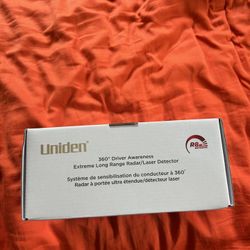 Uniden®
360° Driver Awareness
Extreme Long Range Radar/Laser Detector
Système de sensibilisation du conducteur à 360°
Radar à portée ultra étendue/détecteur laser